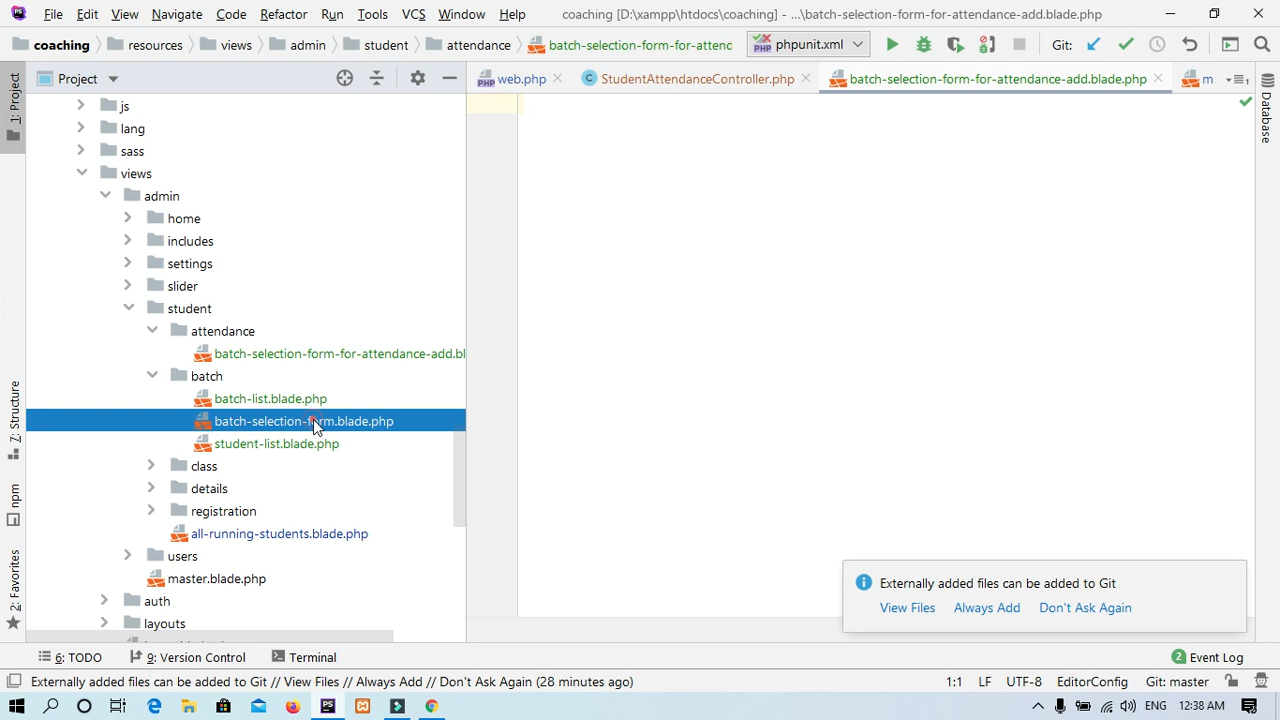 File Edit View Navigate Code Refactor Run Tools VCS Window Help coaching [D:\xampp\htdocs\coaching] - ...\batch-selection-form-for-attendance-add.blade.php
coaching resources views admin student attendance batch-selection-form-for-attend phpunit.xml Git:
Project web.php StudentAttendanceController.php batch-selection-form-for-attendance-add.blade.php m
1: Project
Database
js
lang
sass
views
admin
home
includes
settings
slider
student
attendance
batch-selection-form-for-attendance-add.bl
batch
batch-list.blade.php
batch-selection-form.blade.php
student-list.blade.php
class
details
registration
all-running-students.blade.php
users
master.blade.php
auth
layouts
Z: Structure
npm
2: Favorites
Externally added files can be added to Git
View Files Always Add Don't Ask Again
6: TODO 9: Version Control Terminal 2 Event Log
Externally added files can be added to Git // View Files // Always Add // Don't Ask Again (28 minutes ago) 1:1 LF UTF-8 EditorConfig Git: master
ENG 12:38 AM